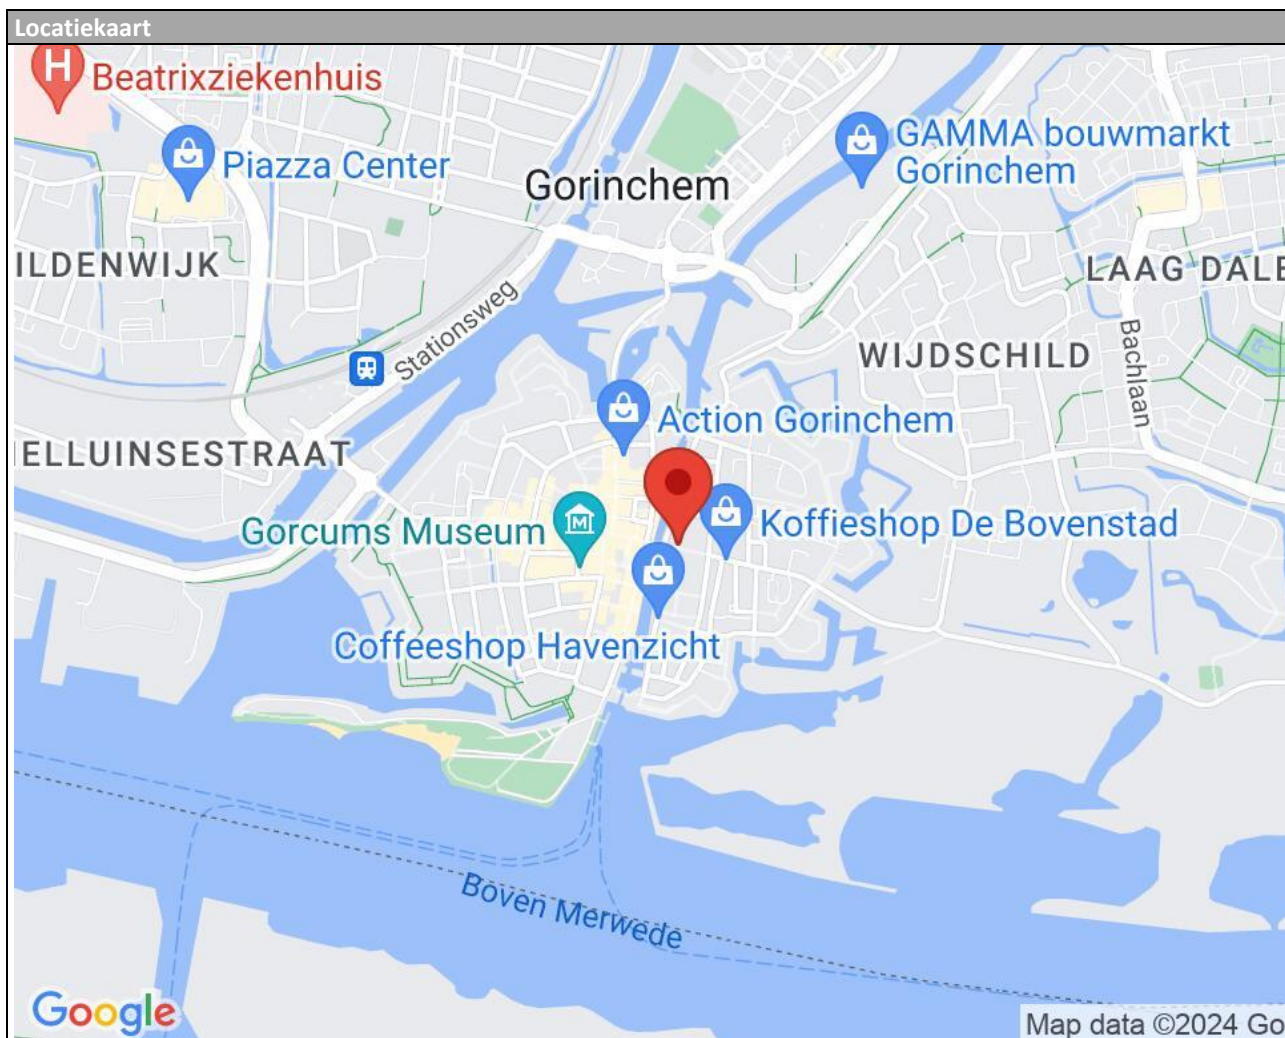 Locatiekaart
H
Beatrixziekenhuis
Piazza Center
GAMMA bouwmarkt
Gorinchem
Gorinchem
ILDENWIJK
LAAG DALE
Stationsweg
Bachlaan
WIJDSCHILD
Action Gorinchem
ELLUINSESTRAAT
Gorcums Museum
M
Koffieshop De Bovenstad
Coffeeshop Havenzicht
Boven Merwede
Google
Map data ©2024 Go